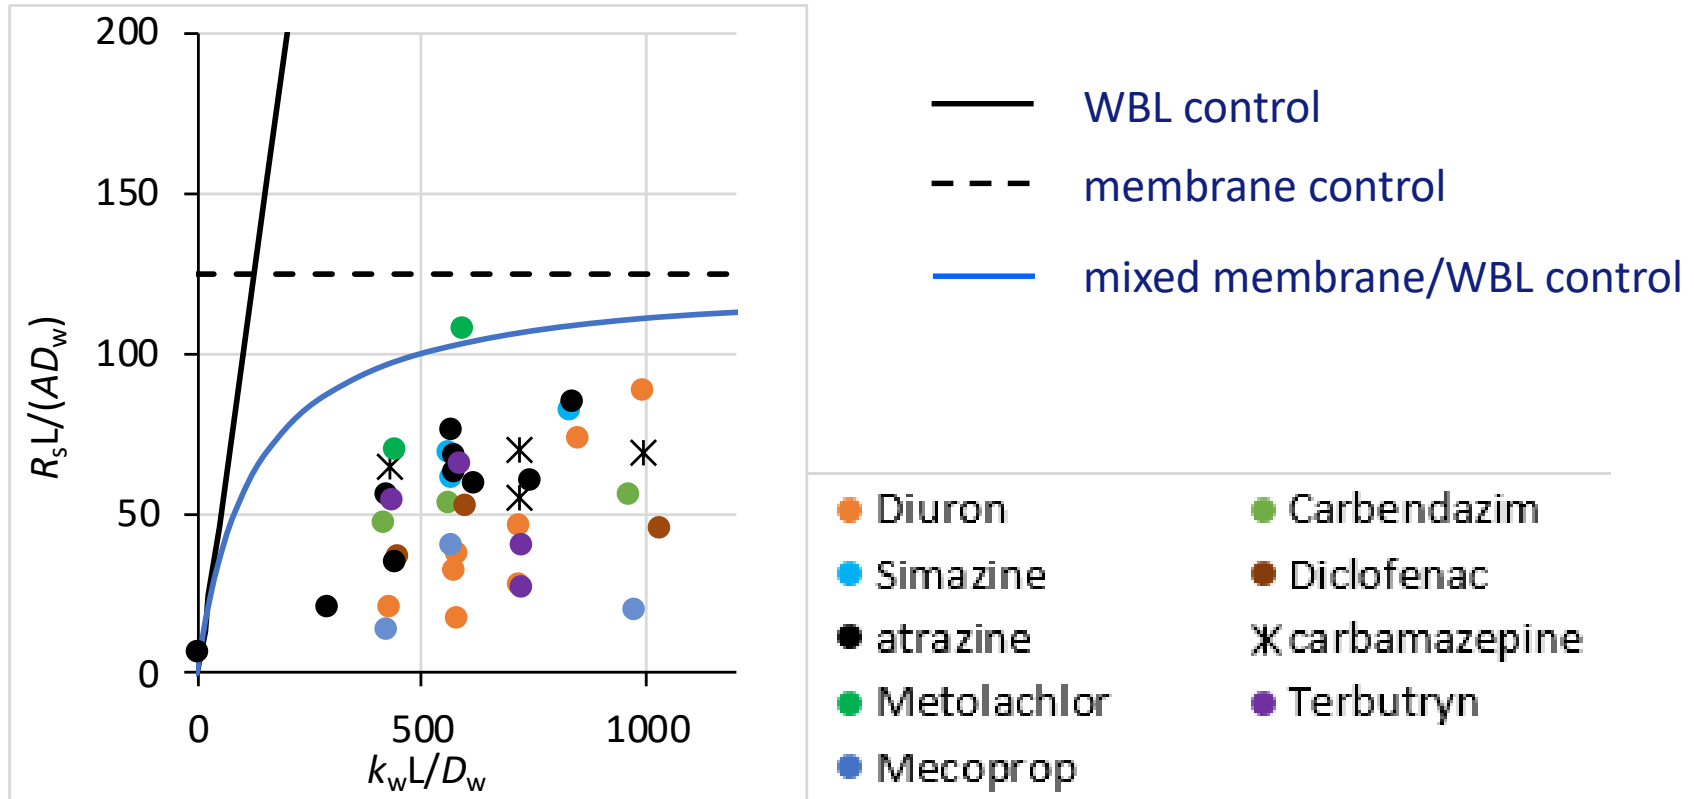 200
150
100
50
0
RsL/(ADw)
0 500 1000
kwL/Dw
WBL control
membrane control
mixed membrane/WBL control
Diuron Carbendazim
Simazine Diclofenac
atrazine carbamazepine
Metolachlor Terbutryn
Mecoprop